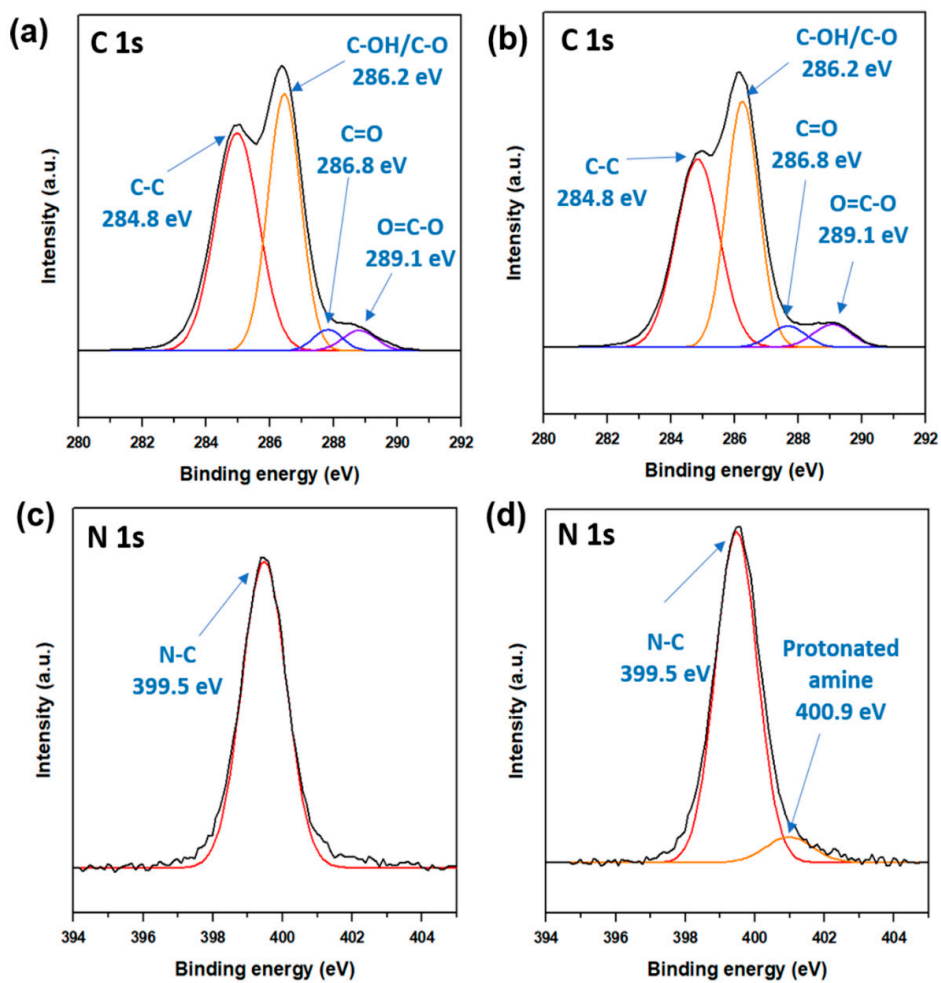 (a)
C 1s
C-OH/C-O
286.2 eV
C=O
286.8 eV
C-C
284.8 eV
O=C-O
289.1 eV
Intensity (a.u.)
280 282 284 286 288 290 292
Binding energy (eV)
(b)
C 1s
C-OH/C-O
286.2 eV
C=O
286.8 eV
C-C
284.8 eV
O=C-O
289.1 eV
Intensity (a.u.)
280 282 284 286 288 290 292
Binding energy (eV)
(c)
N 1s
N-C
399.5 eV
Intensity (a.u.)
394 396 398 400 402 404
Binding energy (eV)
(d)
N 1s
N-C
399.5 eV
Protonated
amine
400.9 eV
Intensity (a.u.)
394 396 398 400 402 404
Binding energy (eV)